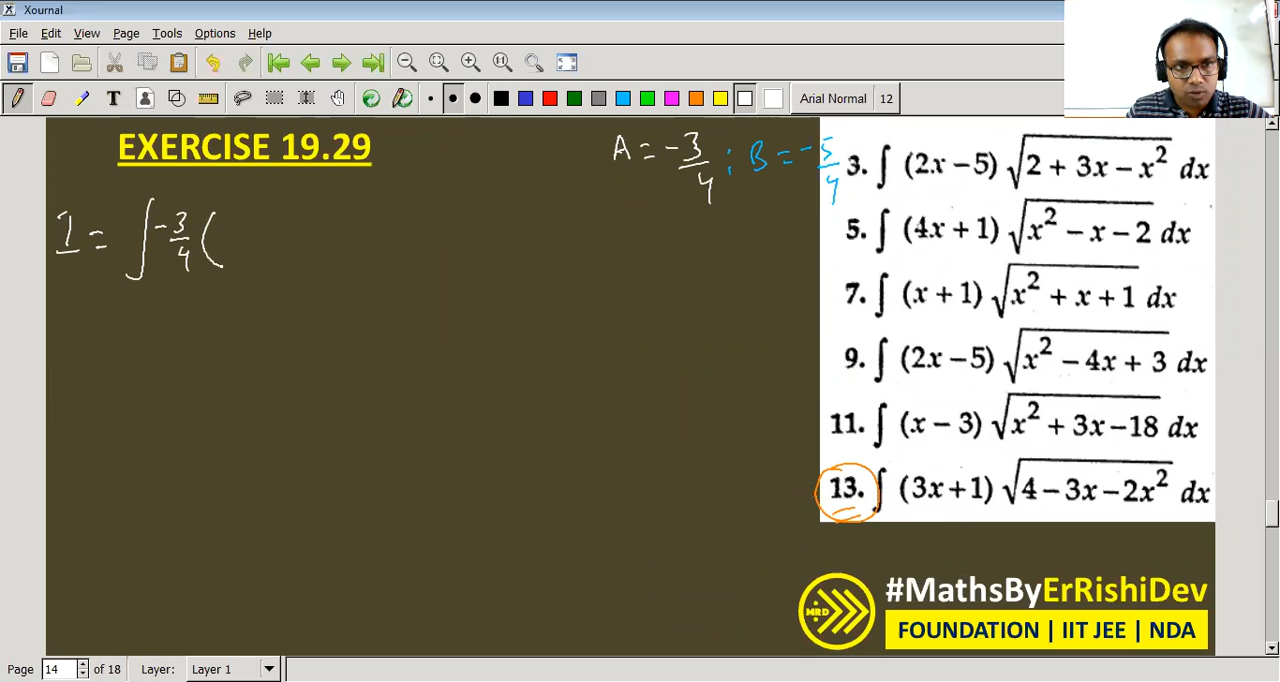 Xournal
File Edit View Page Tools Options Help
Arial Normal 12
EXERCISE 19.29
A = -3/4 ; B = -5/4
I = ∫ -3/4 (
3. ∫ (2x - 5) √(2 + 3x - x²) dx
5. ∫ (4x + 1) √(x² - x - 2) dx
7. ∫ (x + 1) √(x² + x + 1) dx
9. ∫ (2x - 5) √(x² - 4x + 3) dx
11. ∫ (x - 3) √(x² + 3x - 18) dx
13. ∫ (3x + 1) √(4 - 3x - 2x²) dx
MRD
#MathsByErRishiDev
FOUNDATION | IIT JEE | NDA
Page 14 of 18 Layer: Layer 1